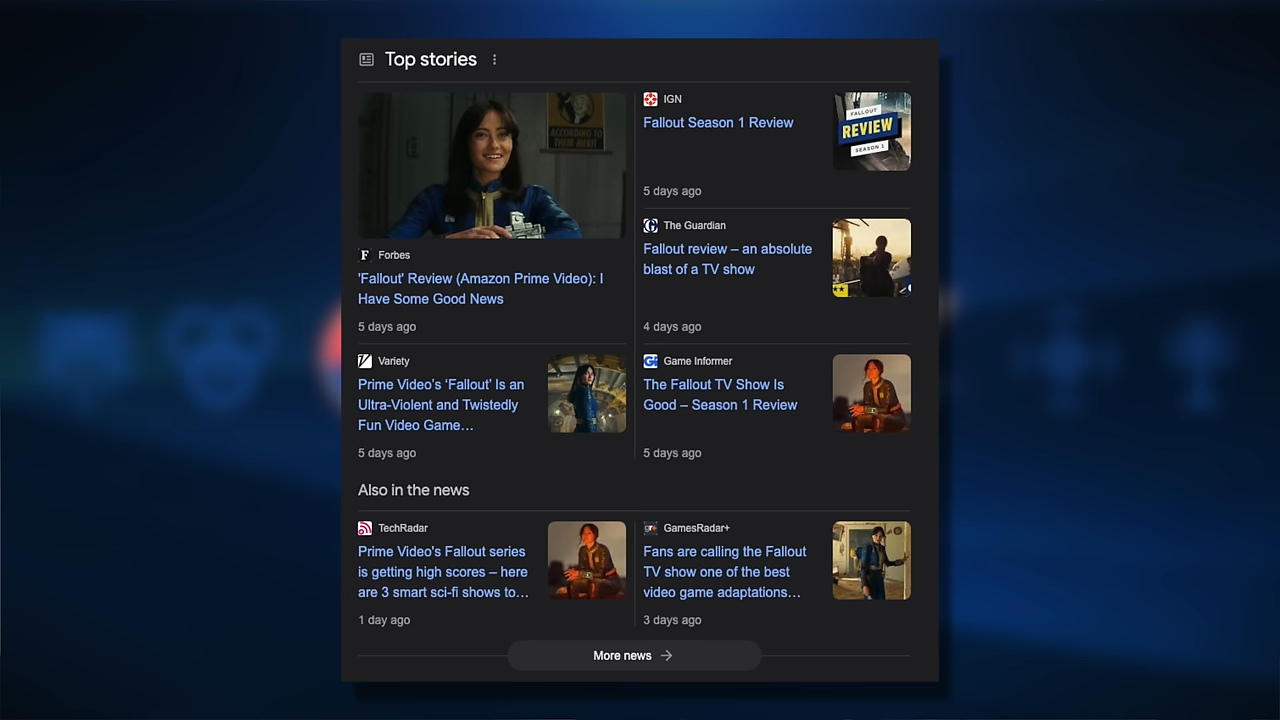 Top stories
ACCORDING TO
THEIR MERIT
F
Forbes
'Fallout' Review (Amazon Prime Video): I
Have Some Good News
5 days ago
IGN
Fallout Season 1 Review
FALLOUT
REVIEW
SEASON 1
5 days ago
The Guardian
Fallout review – an absolute
blast of a TV show
4 days ago
Variety
Prime Video's ‘Fallout’ Is an
Ultra-Violent and Twistedly
Fun Video Game…
5 days ago
Game Informer
The Fallout TV Show Is
Good – Season 1 Review
5 days ago
Also in the news
TechRadar
Prime Video's Fallout series
is getting high scores – here
are 3 smart sci-fi shows to…
1 day ago
GamesRadar+
Fans are calling the Fallout
TV show one of the best
video game adaptations…
3 days ago
More news →